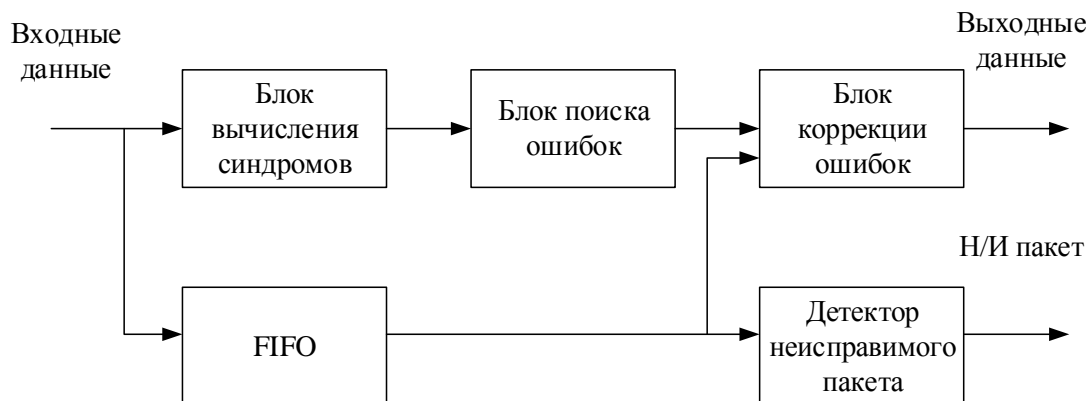 Входные
данные
Блок
вычисления
синдромов
Блок поиска
ошибок
Блок
коррекции
ошибок
Выходные
данные
FIFO
Детектор
неисправимого
пакета
Н/И пакет